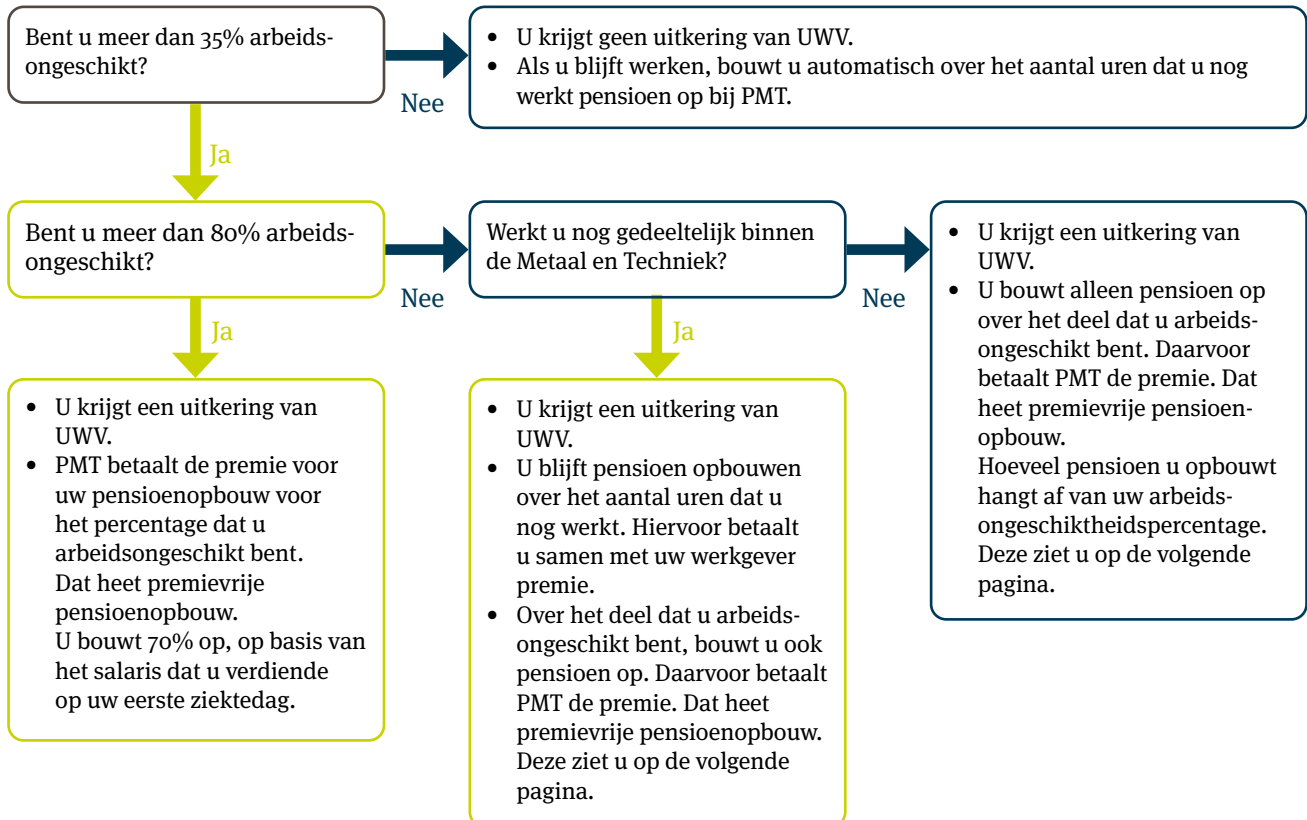 Bent u meer dan 35% arbeids-
ongeschikt?
Nee
• U krijgt geen uitkering van UWV.
• Als u blijft werken, bouwt u automatisch over het aantal uren dat u nog
werkt pensioen op bij PMT.
Ja
Bent u meer dan 80% arbeids-
ongeschikt?
Nee
Werkt u nog gedeeltelijk binnen
de Metaal en Techniek?
Nee
• U krijgt een uitkering van
UWV.
• U bouwt alleen pensioen op
over het deel dat u arbeids-
ongeschikt bent. Daarvoor
betaalt PMT de premie. Dat
heet premievrije pensioen-
opbouw.
Hoeveel pensioen u opbouwt
hangt af van uw arbeids-
ongeschiktheidspercentage.
Deze ziet u op de volgende
pagina.
Ja
• U krijgt een uitkering van
UWV.
• PMT betaalt de premie voor
uw pensioenopbouw voor
het percentage dat u
arbeidsongeschikt bent.
Dat heet premievrije
pensioenopbouw.
U bouwt 70% op, op basis van
het salaris dat u verdiende
op uw eerste ziektedag.
Ja
• U krijgt een uitkering van
UWV.
• U blijft pensioen opbouwen
over het aantal uren dat u
nog werkt. Hiervoor betaalt
u samen met uw werkgever
premie.
• Over het deel dat u arbeids-
ongeschikt bent, bouwt u ook
pensioen op. Daarvoor betaalt
PMT de premie. Dat heet
premievrije pensioenopbouw.
Deze ziet u op de volgende
pagina.